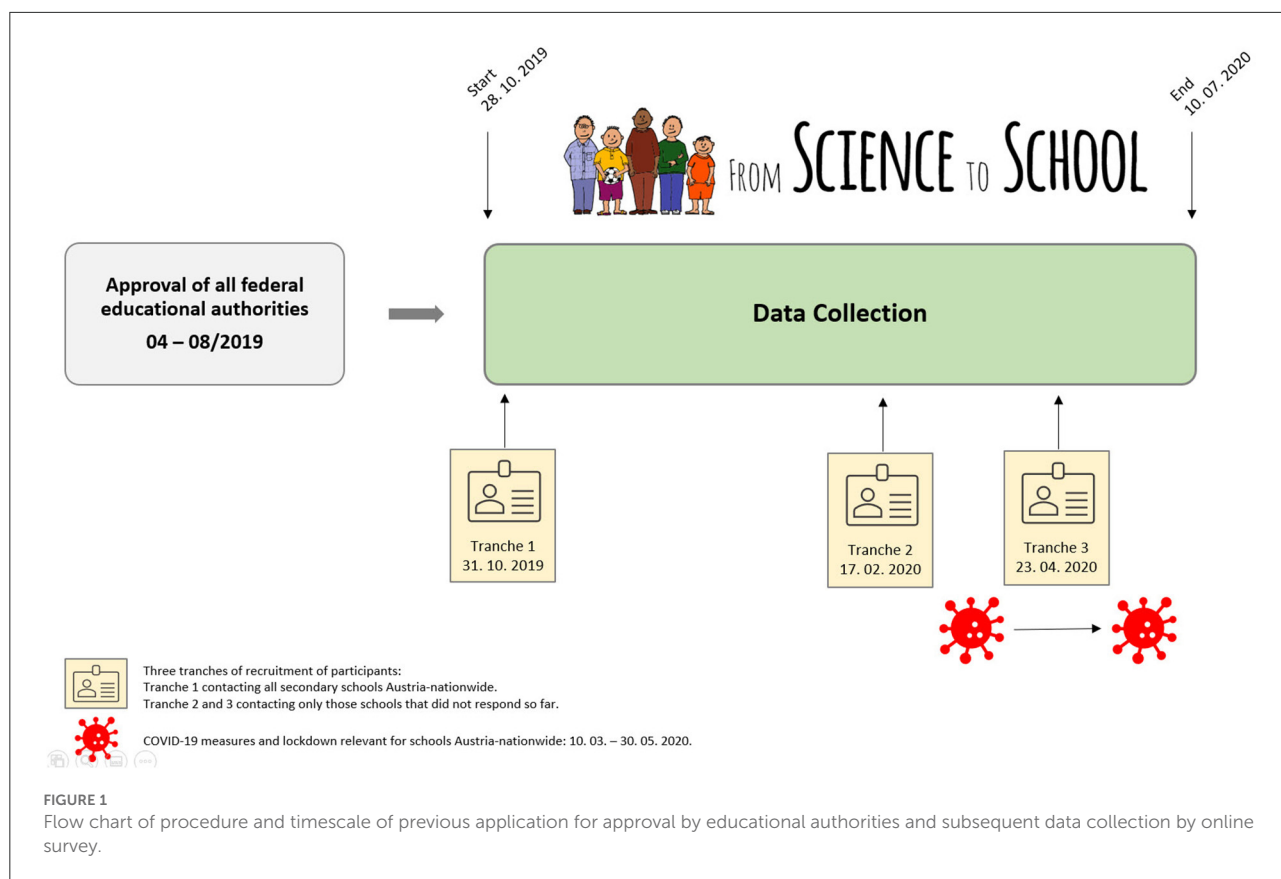 Start
28. 10. 2019
End
10. 07. 2020
FROM SCIENCE TO SCHOOL
Approval of all federal
educational authorities
04 – 08/2019
Data Collection
Tranche 1
31. 10. 2019
Tranche 2
17. 02. 2020
Tranche 3
23. 04. 2020
Three tranches of recruitment of participants:
Tranche 1 contacting all secondary schools Austria-nationwide.
Tranche 2 and 3 contacting only those schools that did not respond so far.
COVID-19 measures and lockdown relevant for schools Austria-nationwide: 10. 03. – 30. 05. 2020.
FIGURE 1
Flow chart of procedure and timescale of previous application for approval by educational authorities and subsequent data collection by online
survey.